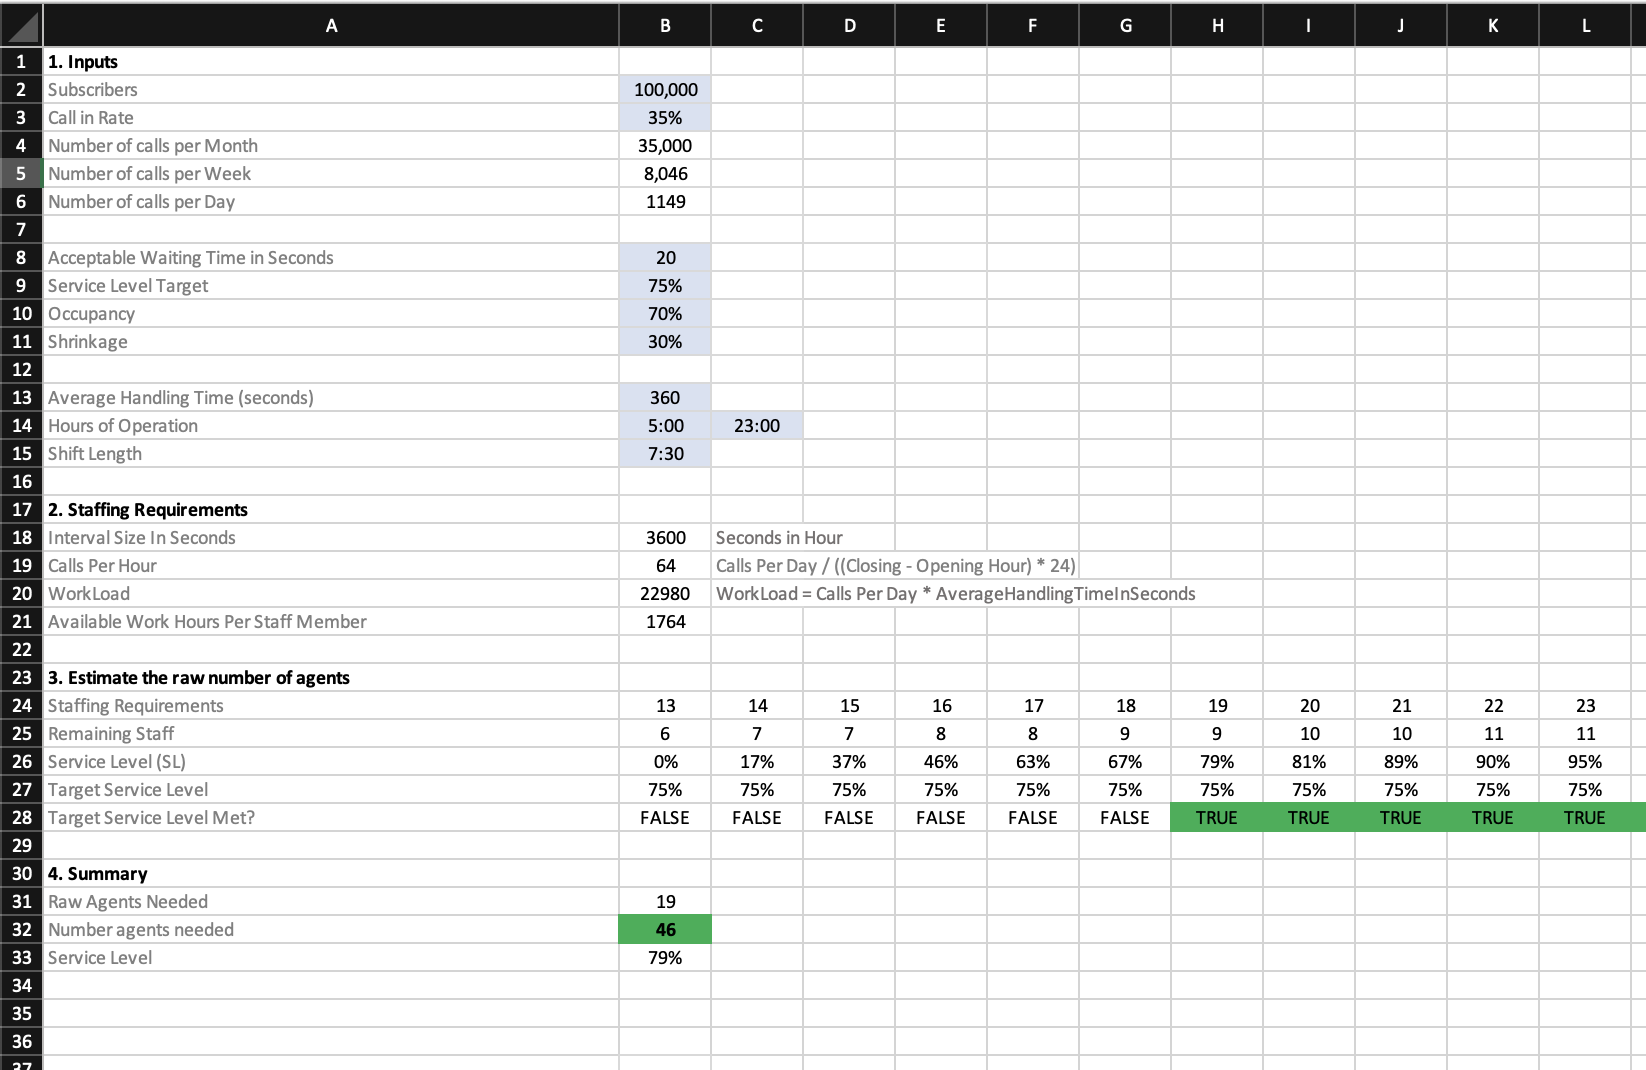 A B C D E F G H I J K L
1 1. Inputs
2 Subscribers 100,000
3 Call in Rate 35%
4 Number of calls per Month 35,000
5 Number of calls per Week 8,046
6 Number of calls per Day 1149
7
8 Acceptable Waiting Time in Seconds 20
9 Service Level Target 75%
10 Occupancy 70%
11 Shrinkage 30%
12
13 Average Handling Time (seconds) 360
14 Hours of Operation 5:00 23:00
15 Shift Length 7:30
16
17 2. Staffing Requirements
18 Interval Size In Seconds 3600 Seconds in Hour
19 Calls Per Hour 64 Calls Per Day / ((Closing - Opening Hour) * 24)
20 WorkLoad 22980 WorkLoad = Calls Per Day * AverageHandlingTimeInSeconds
21 Available Work Hours Per Staff Member 1764
22
23 3. Estimate the raw number of agents
24 Staffing Requirements 13 14 15 16 17 18 19 20 21 22 23
25 Remaining Staff 6 7 7 8 8 9 9 10 10 11 11
26 Service Level (SL) 0% 17% 37% 46% 63% 67% 79% 81% 89% 90% 95%
27 Target Service Level 75% 75% 75% 75% 75% 75% 75% 75% 75% 75% 75%
28 Target Service Level Met? FALSE FALSE FALSE FALSE FALSE FALSE TRUE TRUE TRUE TRUE TRUE
29
30 4. Summary
31 Raw Agents Needed 19
32 Number agents needed 46
33 Service Level 79%
34
35
36
37